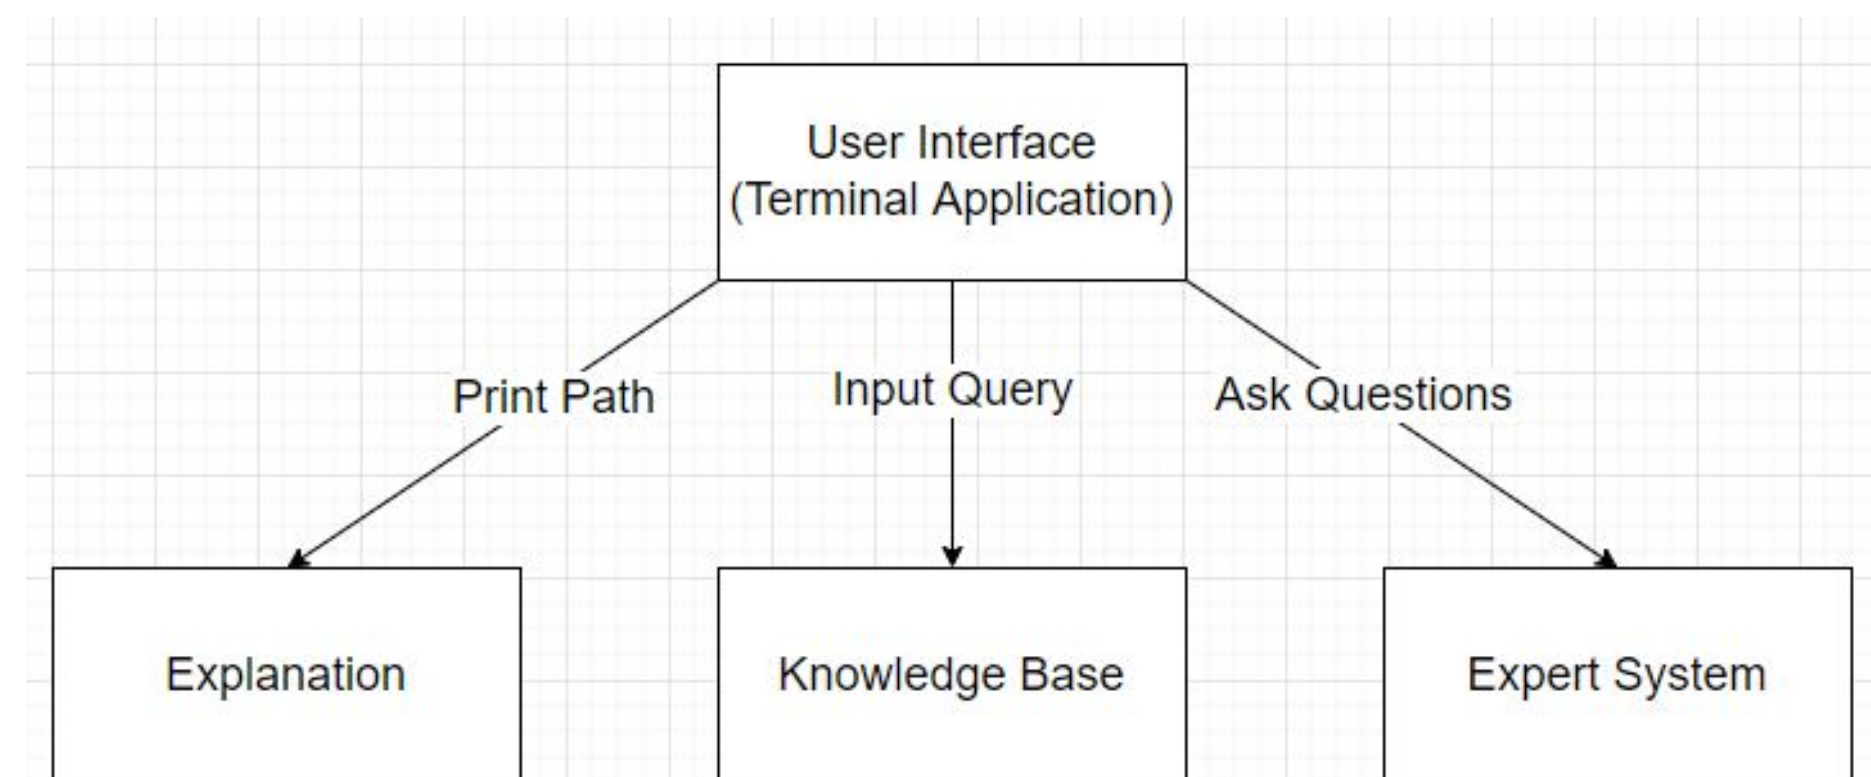 User Interface
(Terminal Application)
Print Path
Input Query
Ask Questions
Explanation
Knowledge Base
Expert System